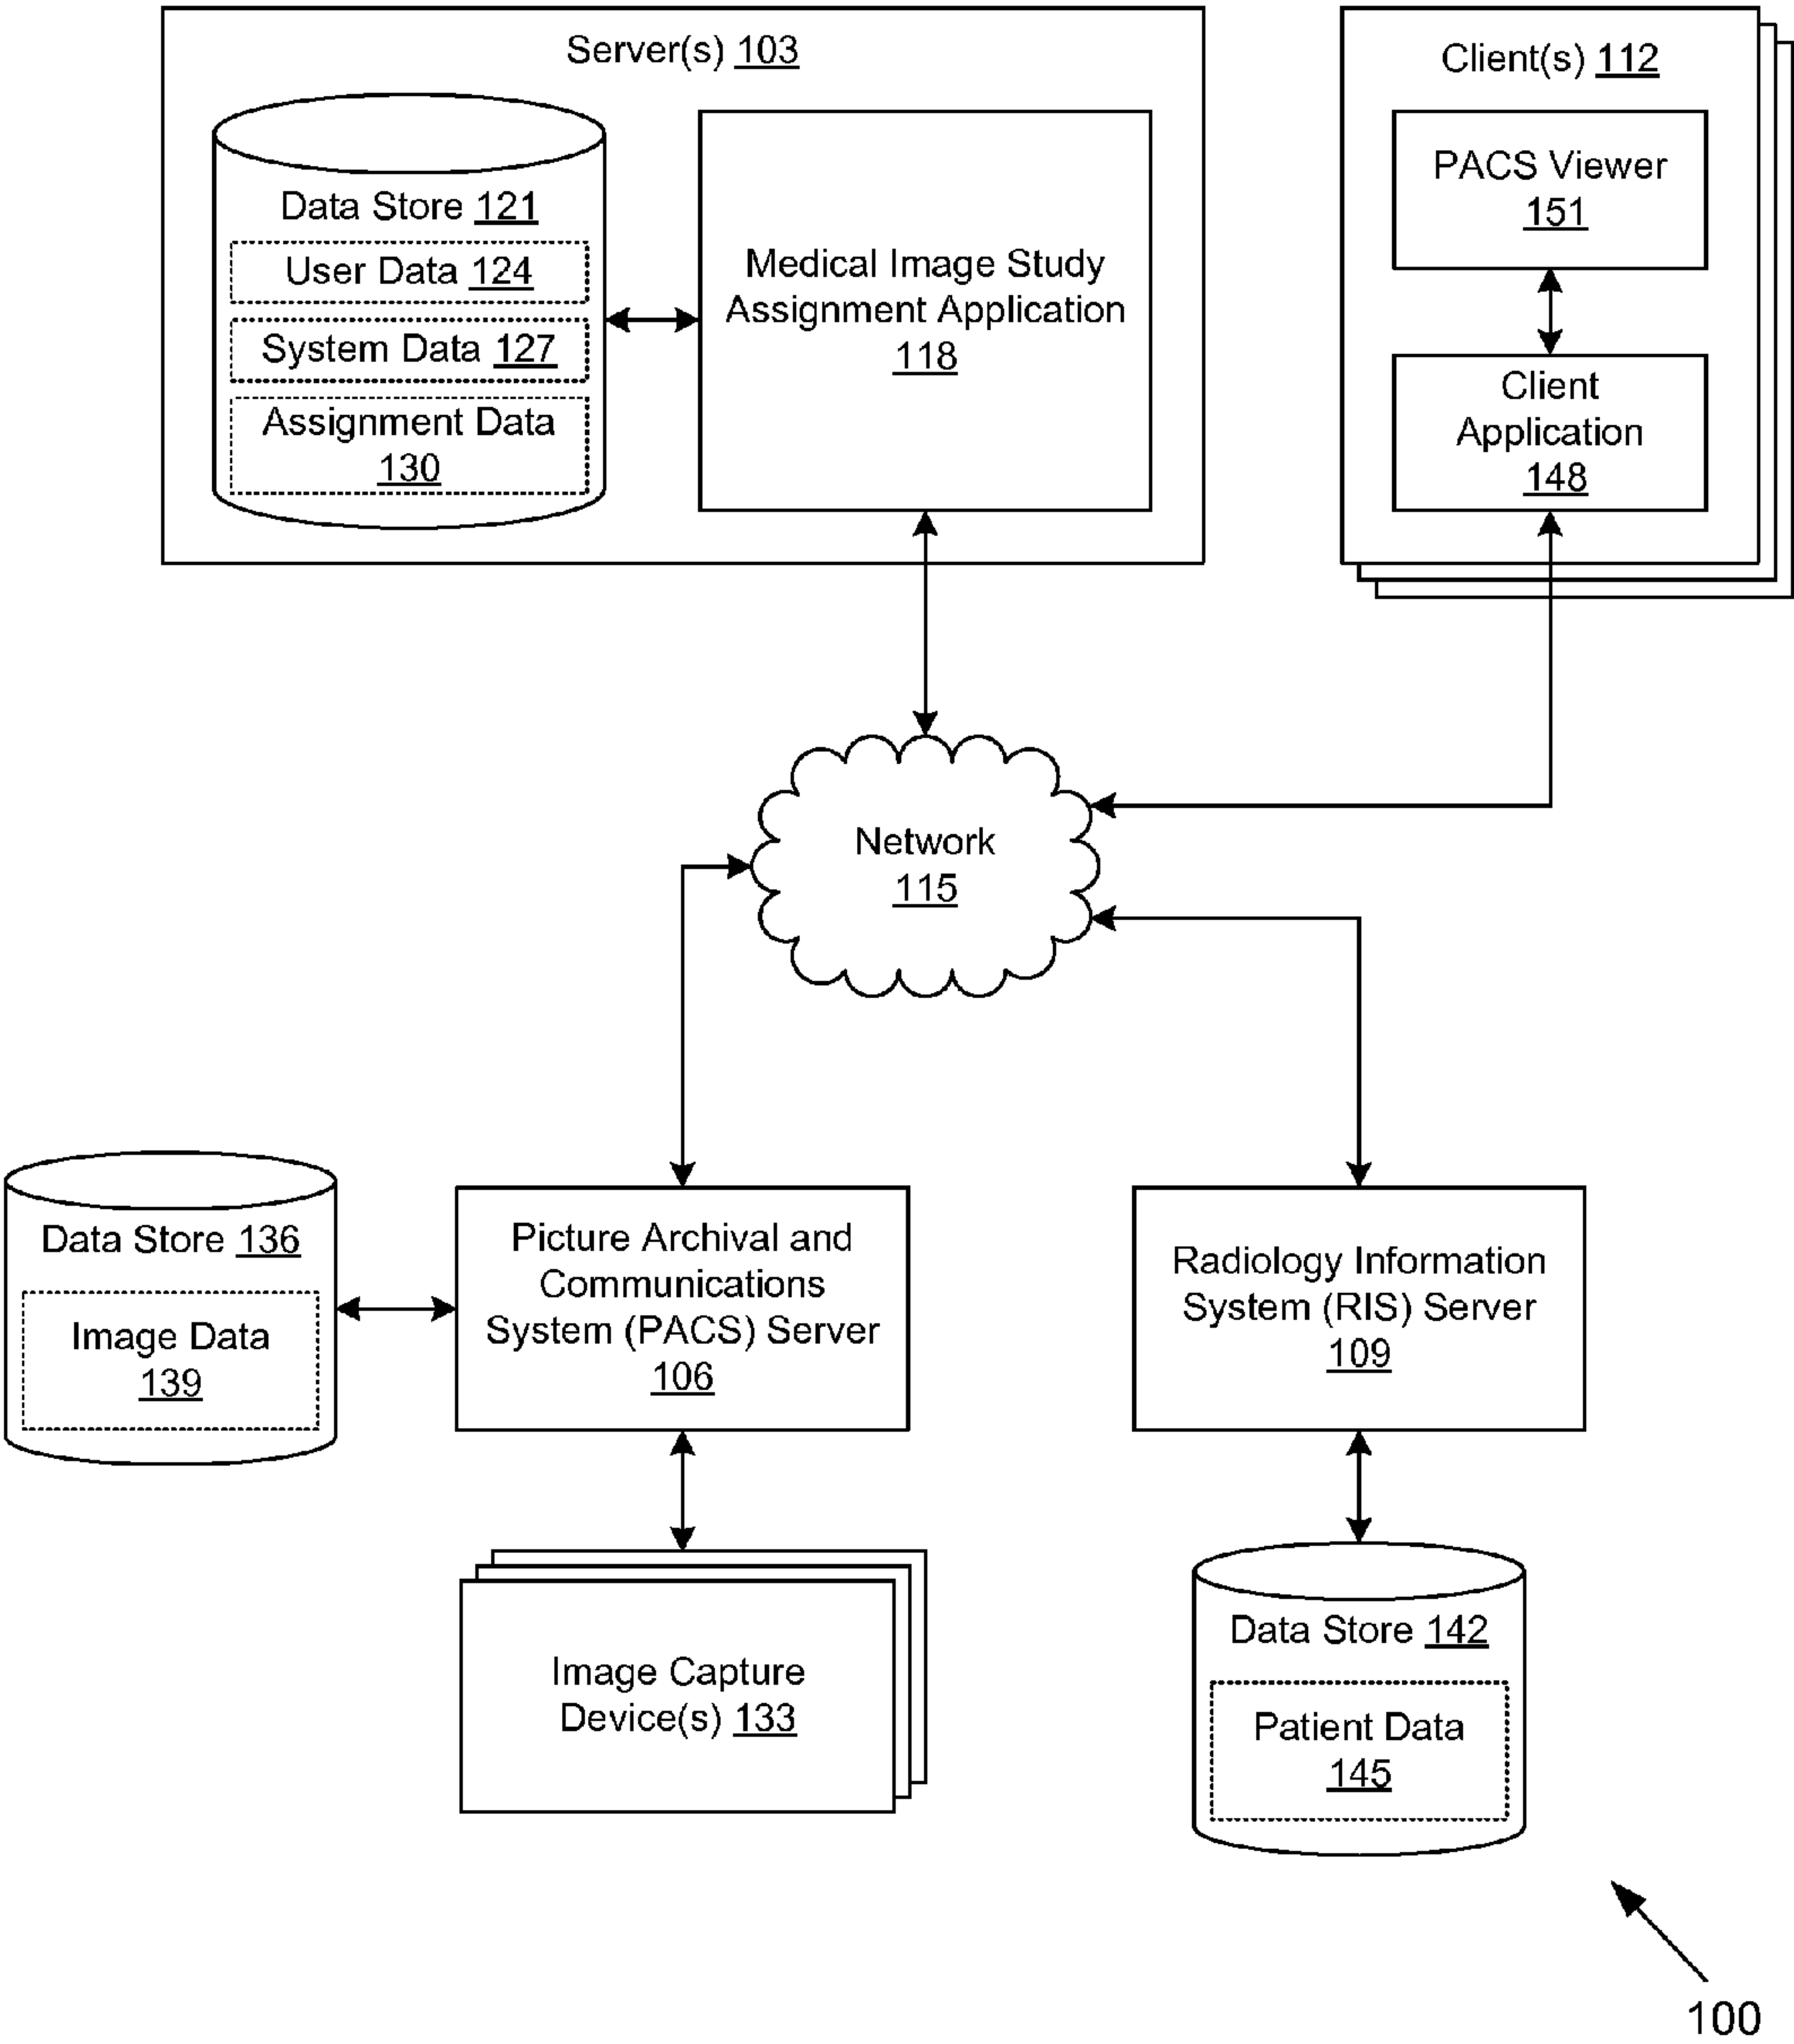 Server(s) 103
Data Store 121
User Data 124
System Data 127
Assignment Data
130
Medical Image Study
Assignment Application
118
Client(s) 112
PACS Viewer
151
Client
Application
148
Network
115
Data Store 136
Image Data
139
Picture Archival and
Communications
System (PACS) Server
106
Radiology Information
System (RIS) Server
109
Image Capture
Device(s) 133
Data Store 142
Patient Data
145
100